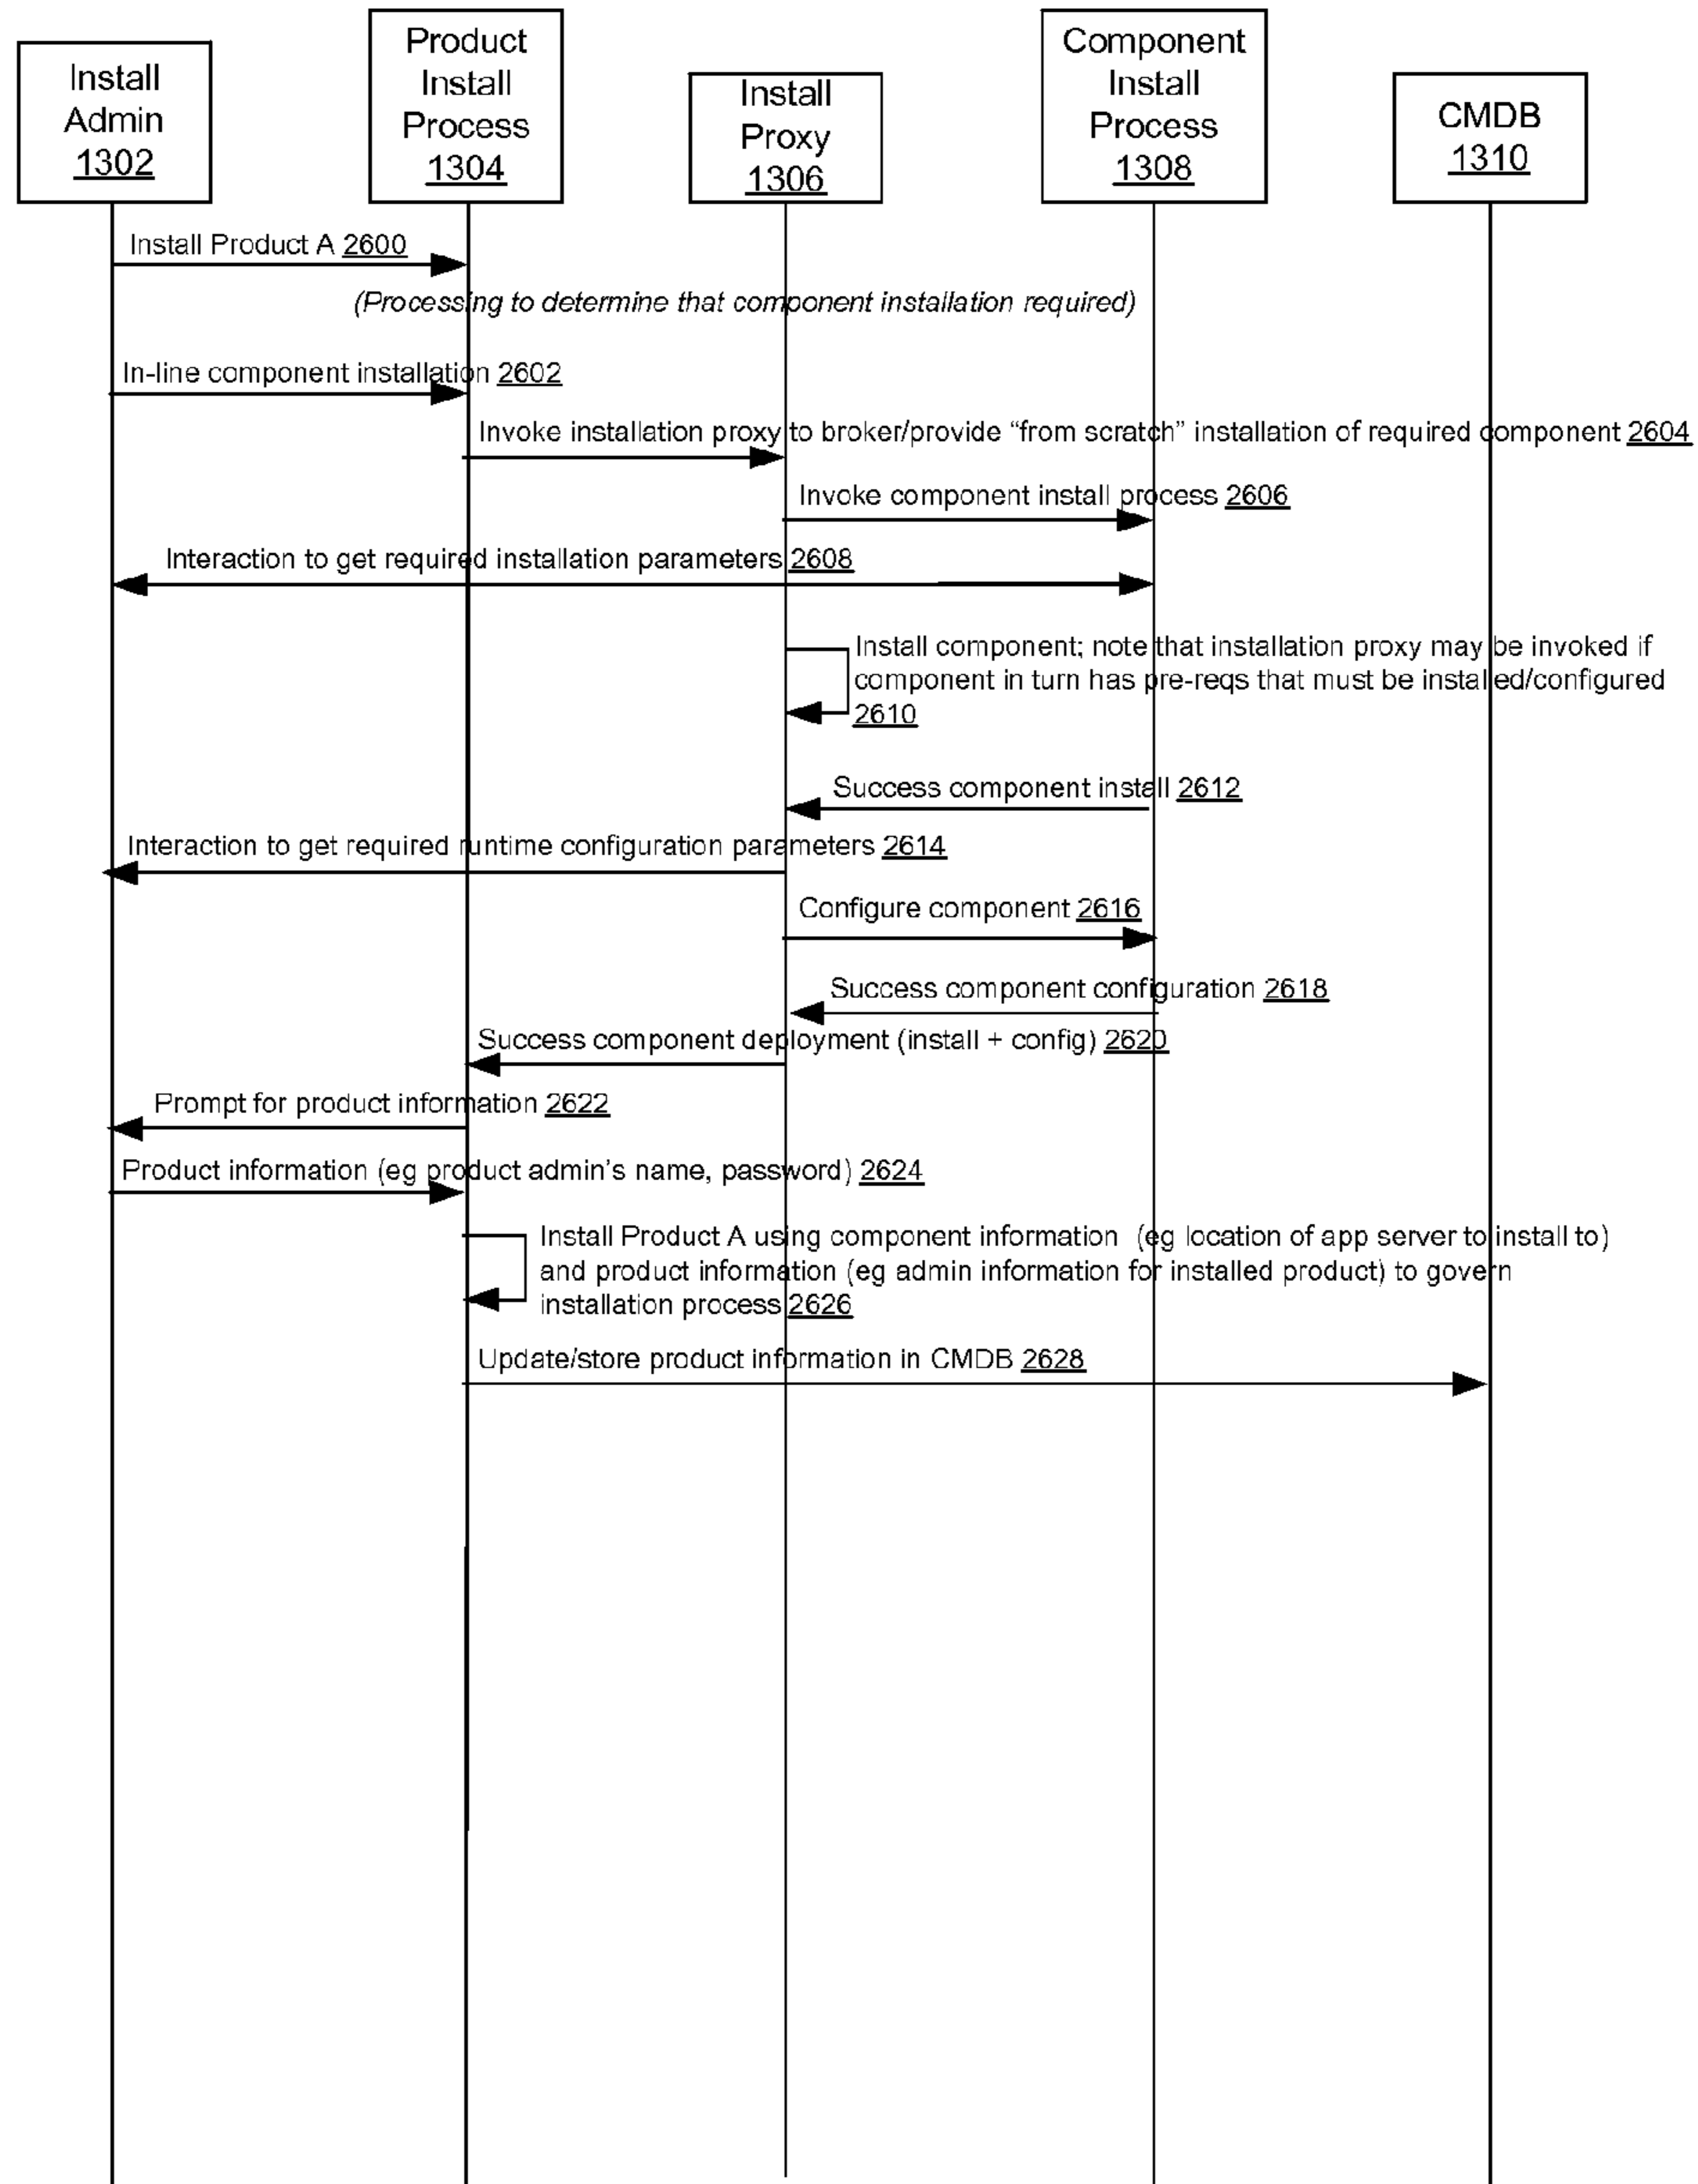 Install
Admin
1302
Product
Install
Process
1304
Install
Proxy
1306
Component
Install
Process
1308
CMDB
1310
Install Product A 2600
(Processing to determine that component installation required)
In-line component installation 2602
Invoke installation proxy to broker/provide “from scratch” installation of required component 2604
Invoke component install process 2606
Interaction to get required installation parameters 2608
Install component; note that installation proxy may be invoked if
component in turn has pre-reqs that must be installed/configured
2610
Success component install 2612
Interaction to get required runtime configuration parameters 2614
Configure component 2616
Success component configuration 2618
Success component deployment (install + config) 2620
Prompt for product information 2622
Product information (eg product admin’s name, password) 2624
Install Product A using component information (eg location of app server to install to)
and product information (eg admin information for installed product) to govern
installation process 2626
Update/store product information in CMDB 2628